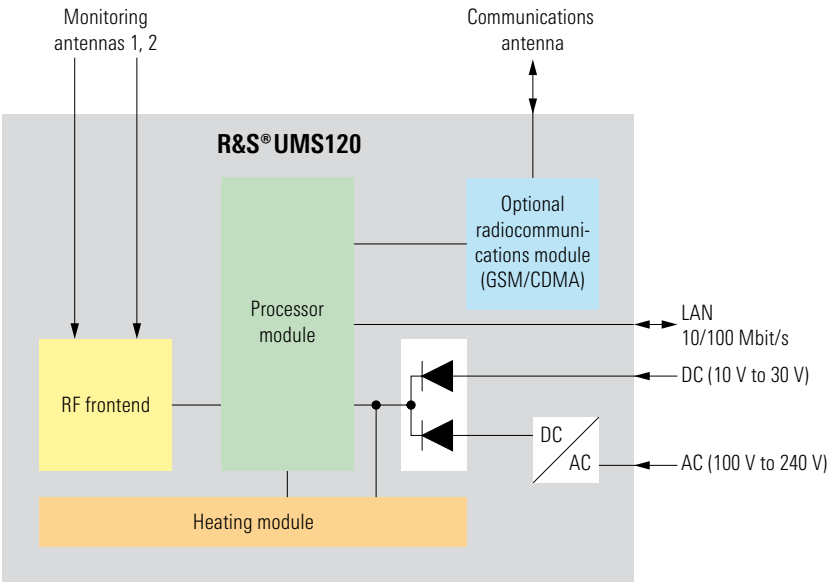 Monitoring
antennas 1, 2
Communications
antenna
R&S® UMS120
Optional
radiocommuni-
cations module
(GSM/CDMA)
Processor
module
LAN
10/100 Mbit/s
RF frontend
DC (10 V to 30 V)
DC
AC
AC (100 V to 240 V)
Heating module